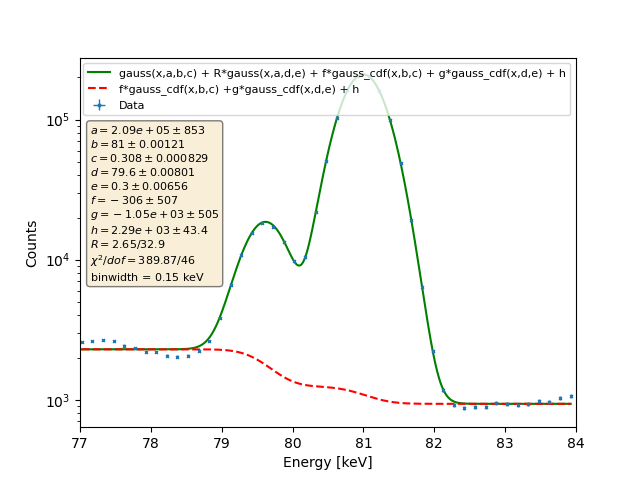 gauss(x,a,b,c) + R*gauss(x,a,d,e) + f*gauss_cdf(x,b,c) + g*gauss_cdf(x,d,e) + h
f*gauss_cdf(x,b,c) +g*gauss_cdf(x,d,e) + h
Data
a = 2.09e + 05 ± 853
b = 81 ± 0.00121
c = 0.308 ± 0.000829
d = 79.6 ± 0.00801
e = 0.3 ± 0.00656
f = − 306 ± 507
g = − 1.05e + 03 ± 505
h = 2.29e + 03 ± 43.4
R = 2.65/32.9
χ²/dof = 389.87/46
binwidth = 0.15 keV
10⁵
10⁴
10³
Counts
77 78 79 80 81 82 83 84
Energy [keV]